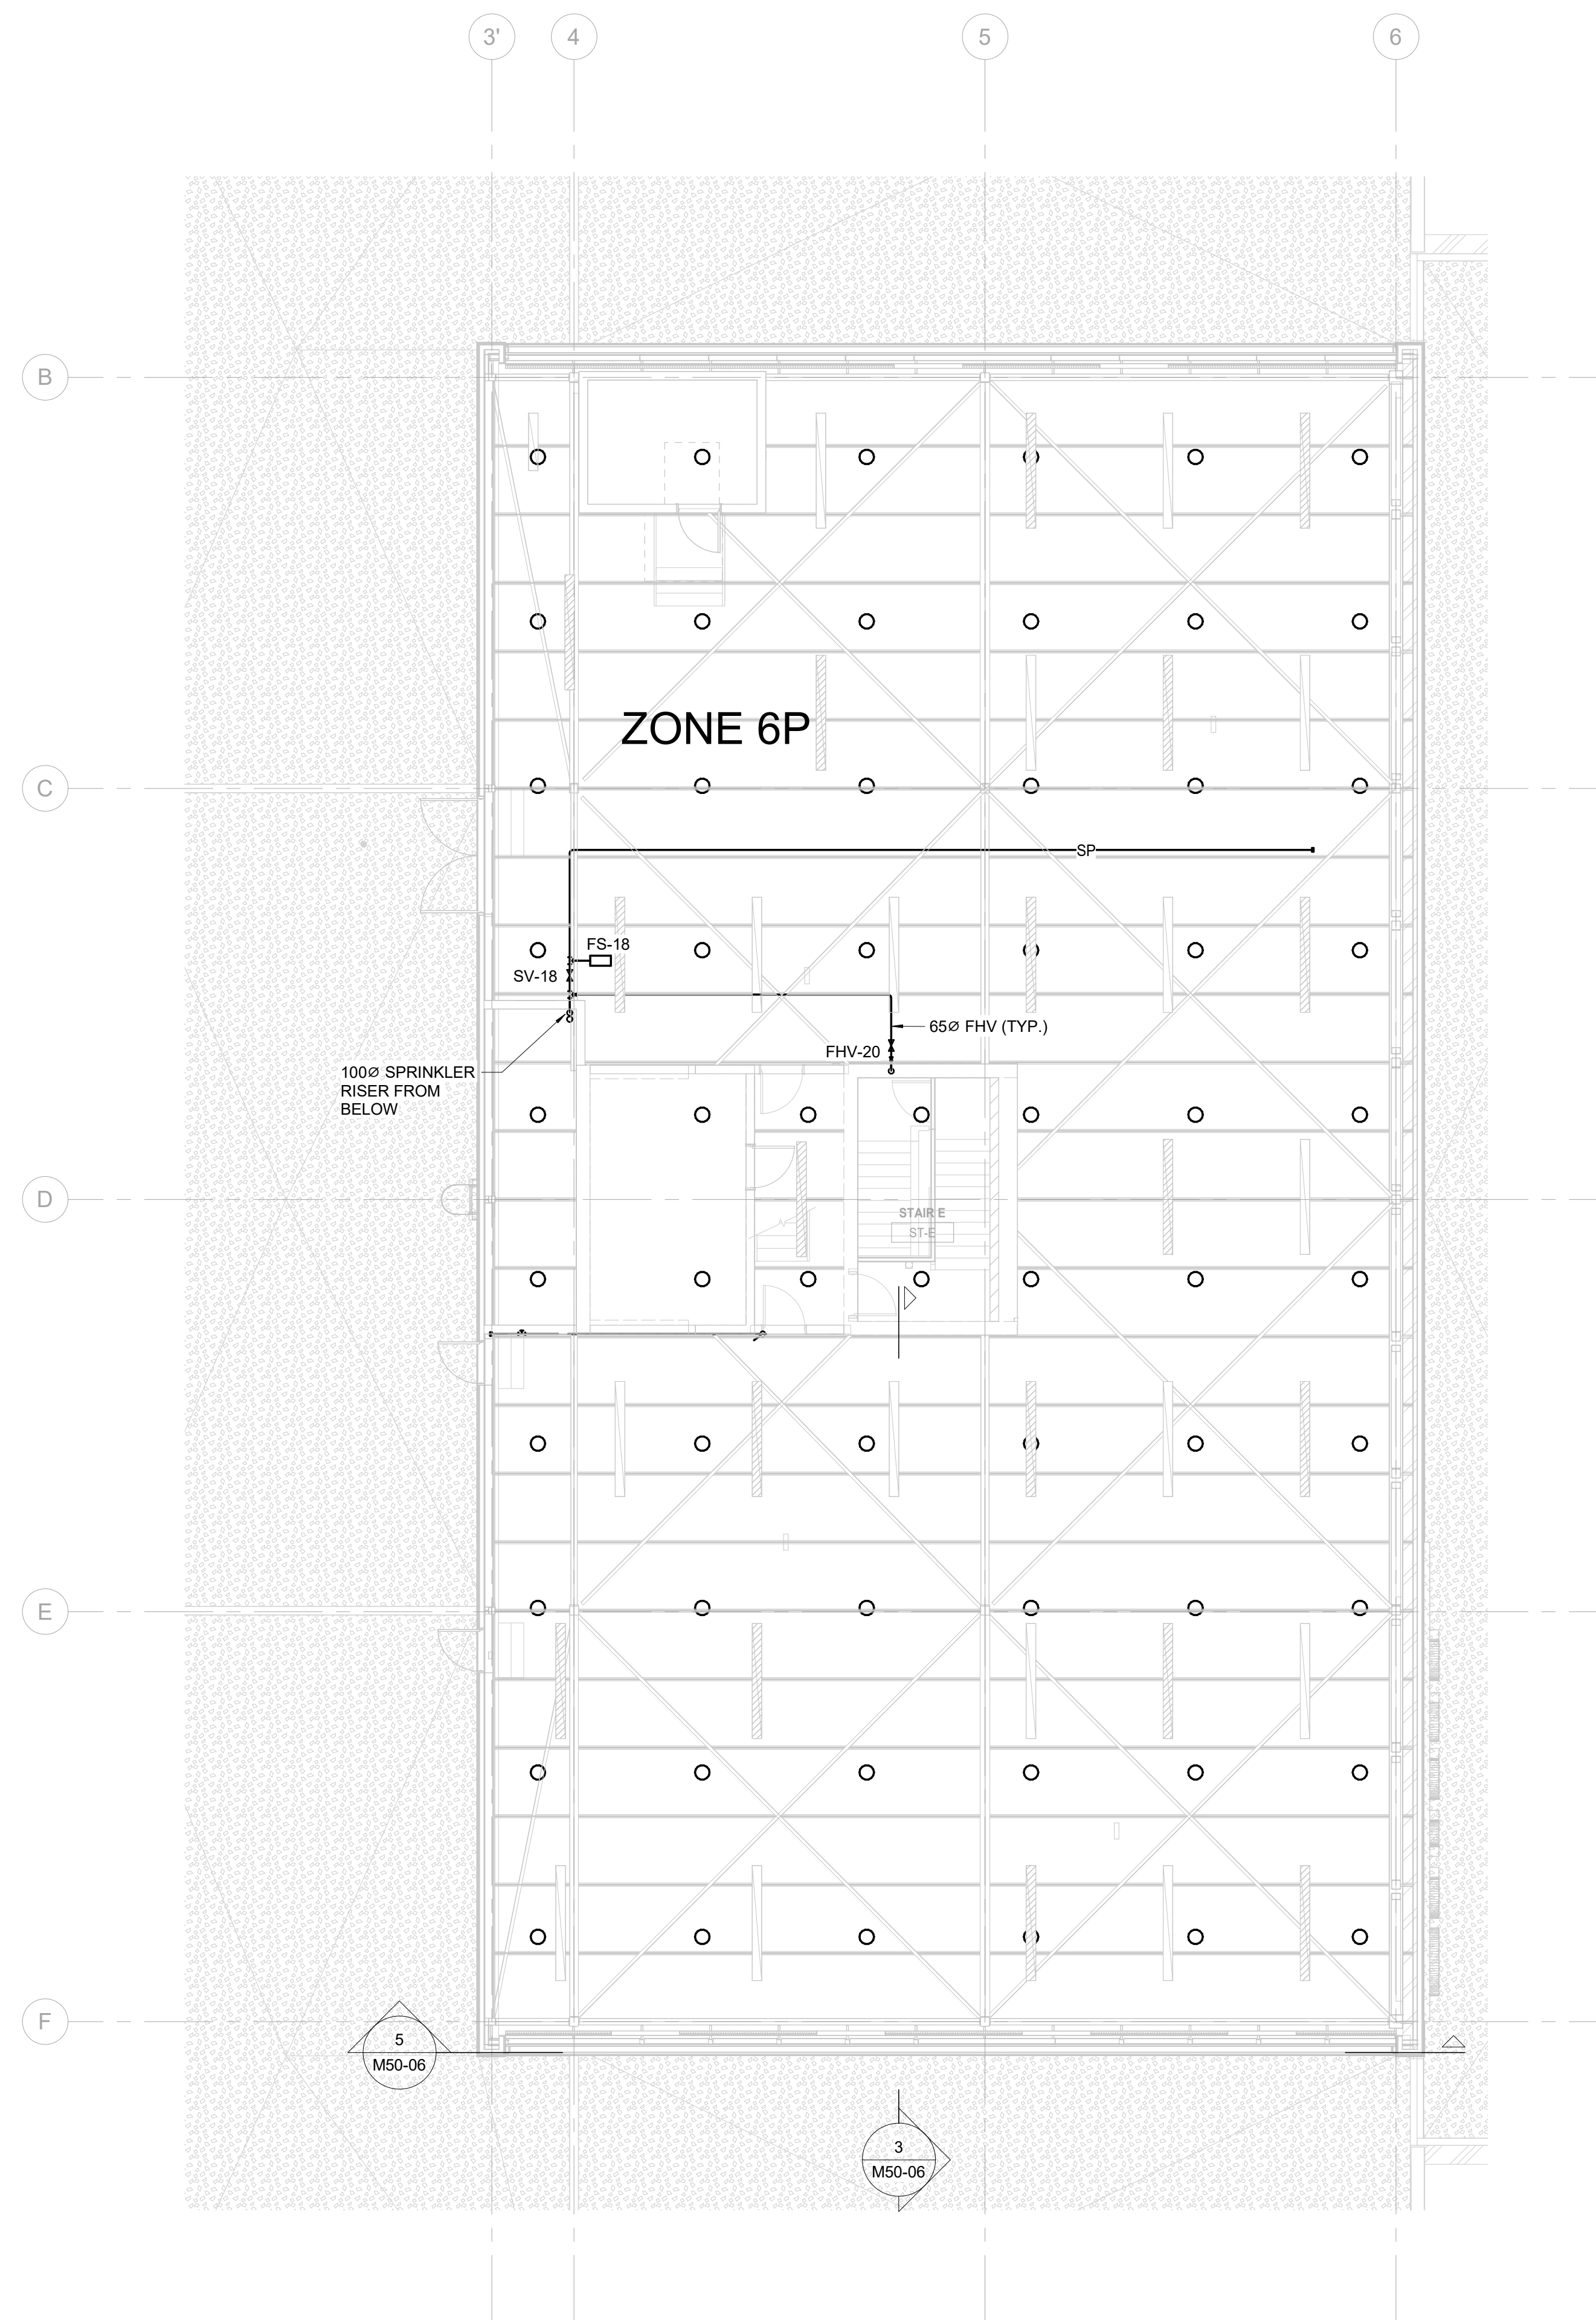 3'
4
5
6
B
C
ZONE 6P
SP
FS-18
SV-18
65Ø FHV (TYP.)
FHV-20
100Ø SPRINKLER
RISER FROM
BELOW
D
STAIR E
ST-E
E
F
5
M50-06
3
M50-06